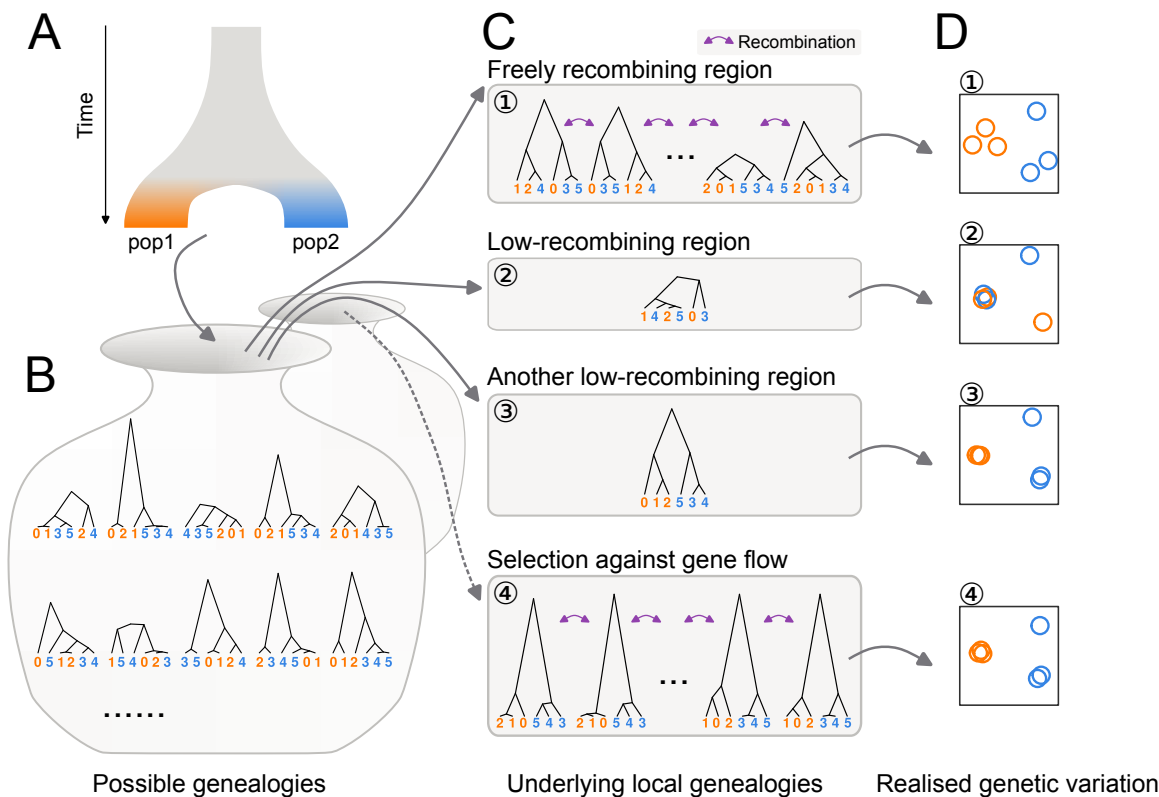 A
Time
pop1
pop2
B
0 1 3 5 2 4
0 2 1 5 3 4
4 3 5 2 0 1
0 2 1 5 3 4
2 0 1 4 3 5
0 5 1 2 3 4
1 5 4 0 2 3
3 5 0 1 2 4
2 3 4 5 0 1
0 1 2 3 4 5
......
Possible genealogies
C
Recombination
Freely recombining region
①
1 2 4 0 3 5
0 3 5 1 2 4
...
2 0 1 5 3 4
5 2 0 1 3 4
Low-recombining region
②
1 4 2 5 0 3
Another low-recombining region
③
0 1 2 5 3 4
Selection against gene flow
④
2 1 0 5 4 3
2 1 0 5 4 3
...
1 0 2 3 4 5
1 0 2 3 4 5
Underlying local genealogies
D
①
②
③
④
Realised genetic variation